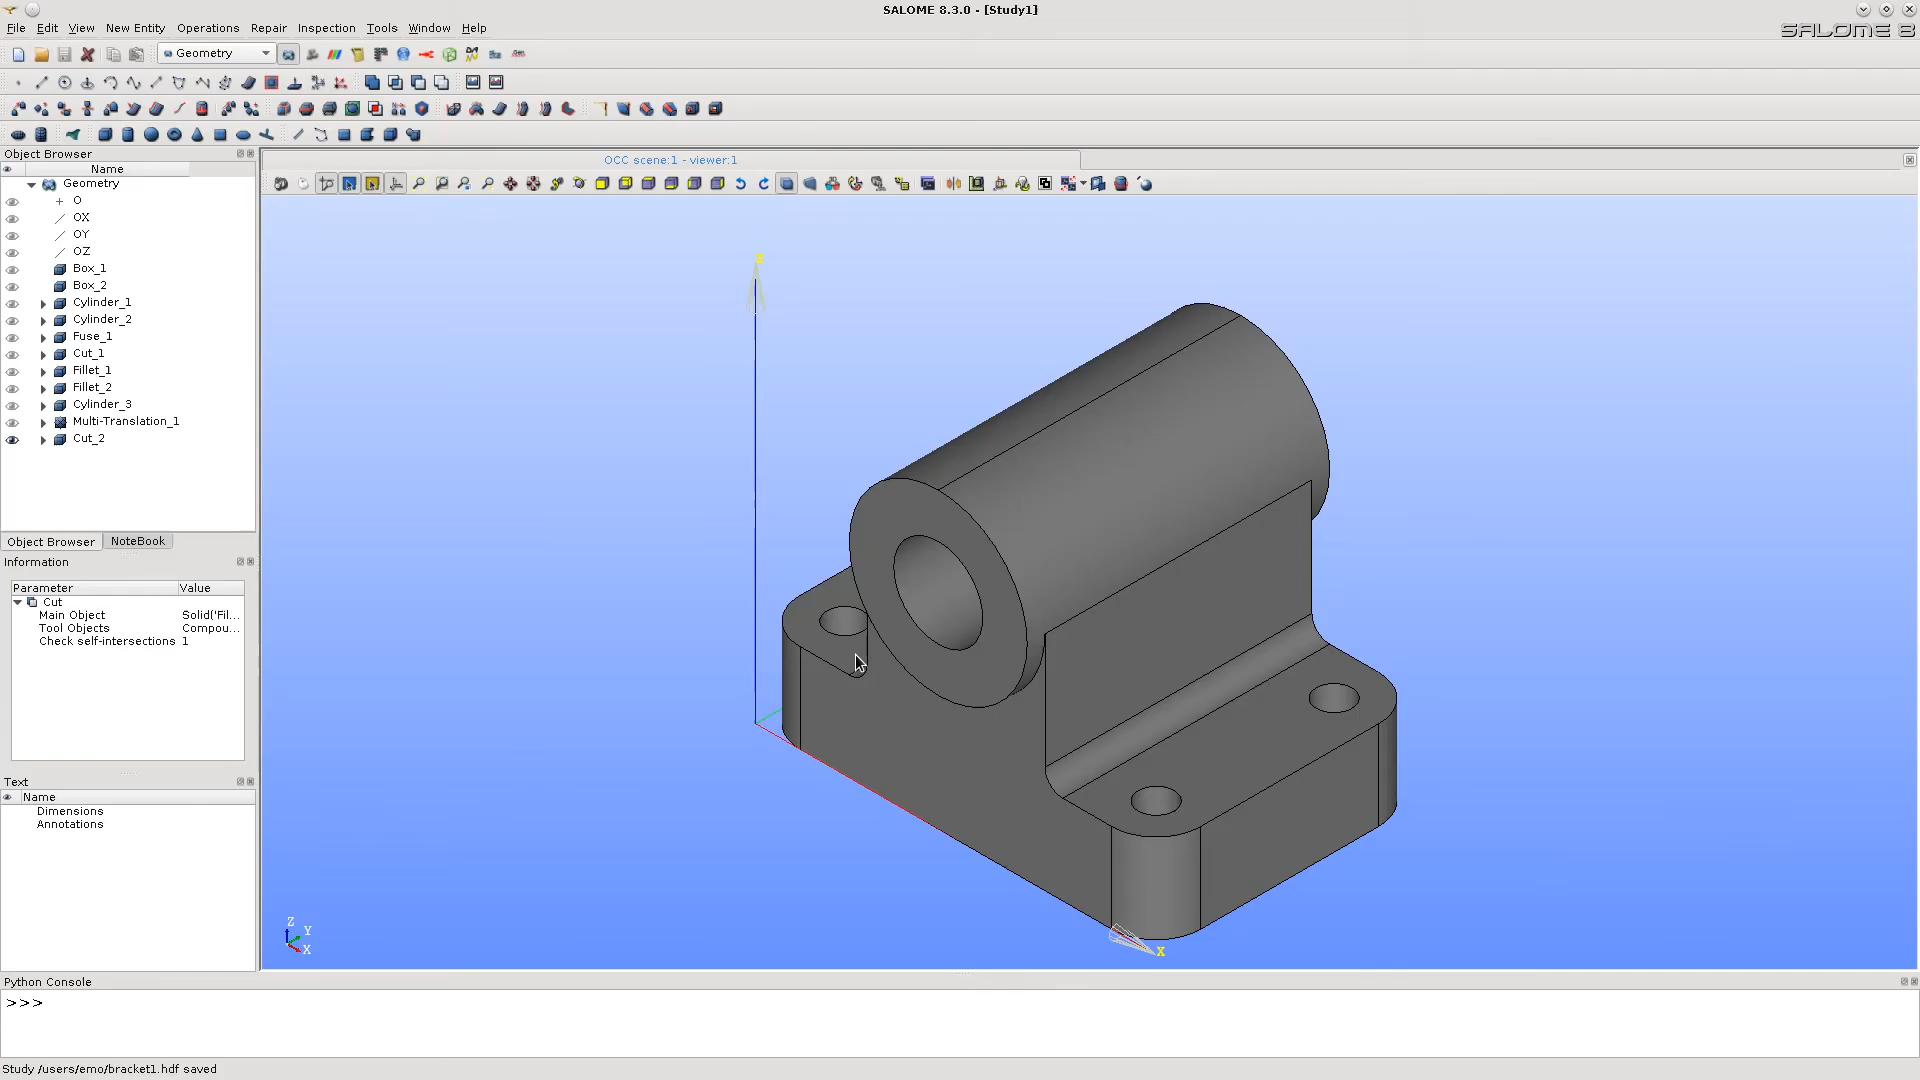 SALOME 8.3.0 - [Study1]
File Edit View New Entity Operations Repair Inspection Tools Window Help
SALOME 8
Geometry
Object Browser
OCC scene:1 - viewer:1
Name
Geometry
O
OX
OY
OZ
Box_1
Box_2
Cylinder_1
Cylinder_2
Fuse_1
Cut_1
Fillet_1
Fillet_2
Cylinder_3
Multi-Translation_1
Cut_2
Object Browser NoteBook
Information
Parameter Value
Cut
Main Object Solid('Fil...
Tool Objects Compou...
Check self-intersections 1
Text
Name
Dimensions
Annotations
Z
X
Z
Y
X
Python Console
>>>
Study /users/emo/bracket1.hdf saved